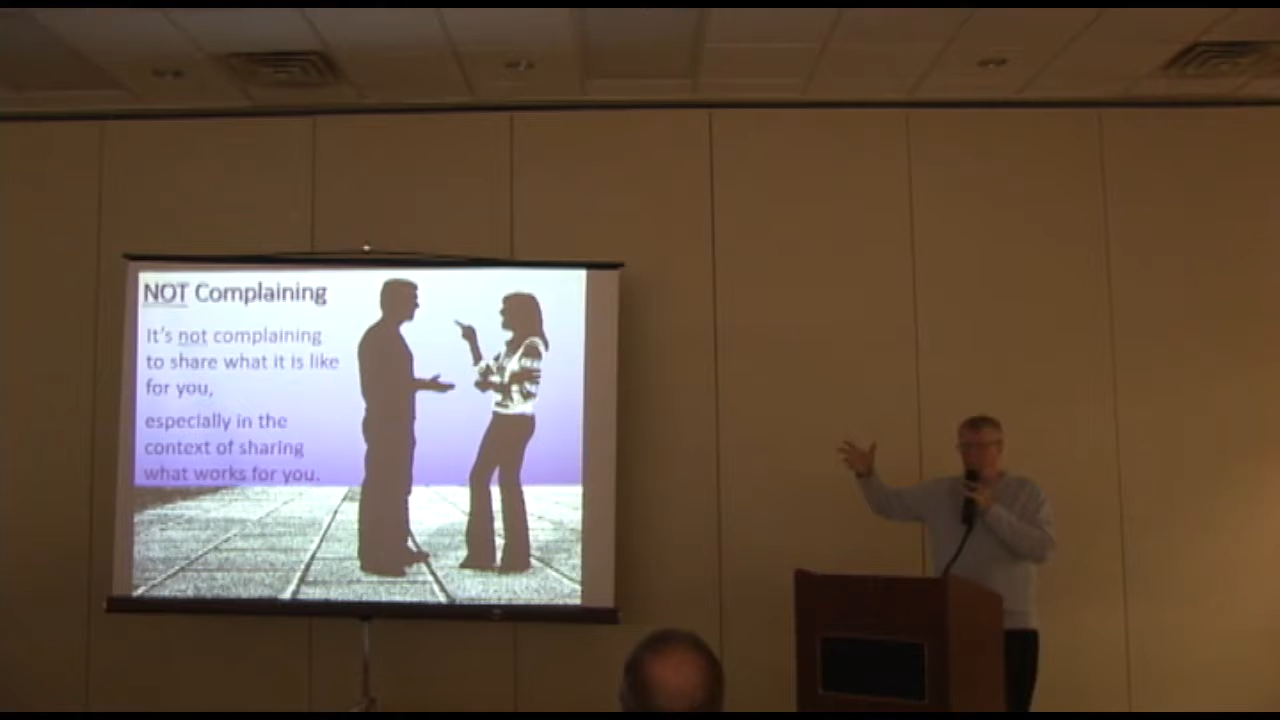 NOT Complaining
It's not complaining
to share what it is like
for you,
especially in the
context of sharing
what works for you.